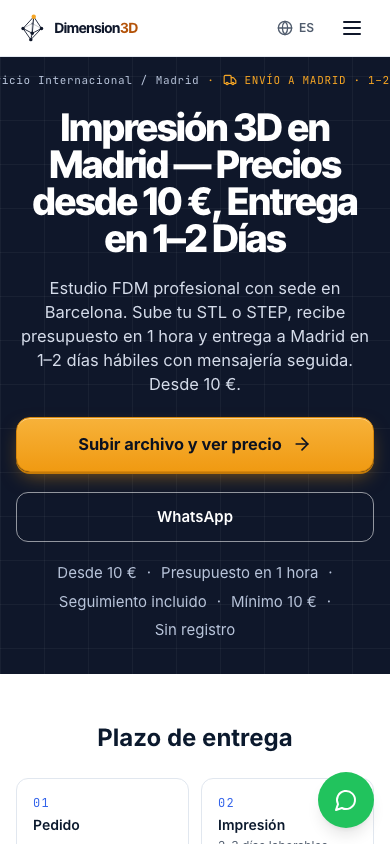 Dimension3D
ES
Internacional / Madrid · ENVÍO A MADRID · 1–2
Impresión 3D en
Madrid — Precios
desde 10 €, Entrega
en 1–2 Días
Estudio FDM profesional con sede en
Barcelona. Sube tu STL o STEP, recibe
presupuesto en 1 hora y entrega a Madrid en
1–2 días hábiles con mensajería seguida.
Desde 10 €.
Subir archivo y ver precio →
WhatsApp
Desde 10 € · Presupuesto en 1 hora ·
Seguimiento incluido · Mínimo 10 € ·
Sin registro
Plazo de entrega
01
Pedido
02
Impresión